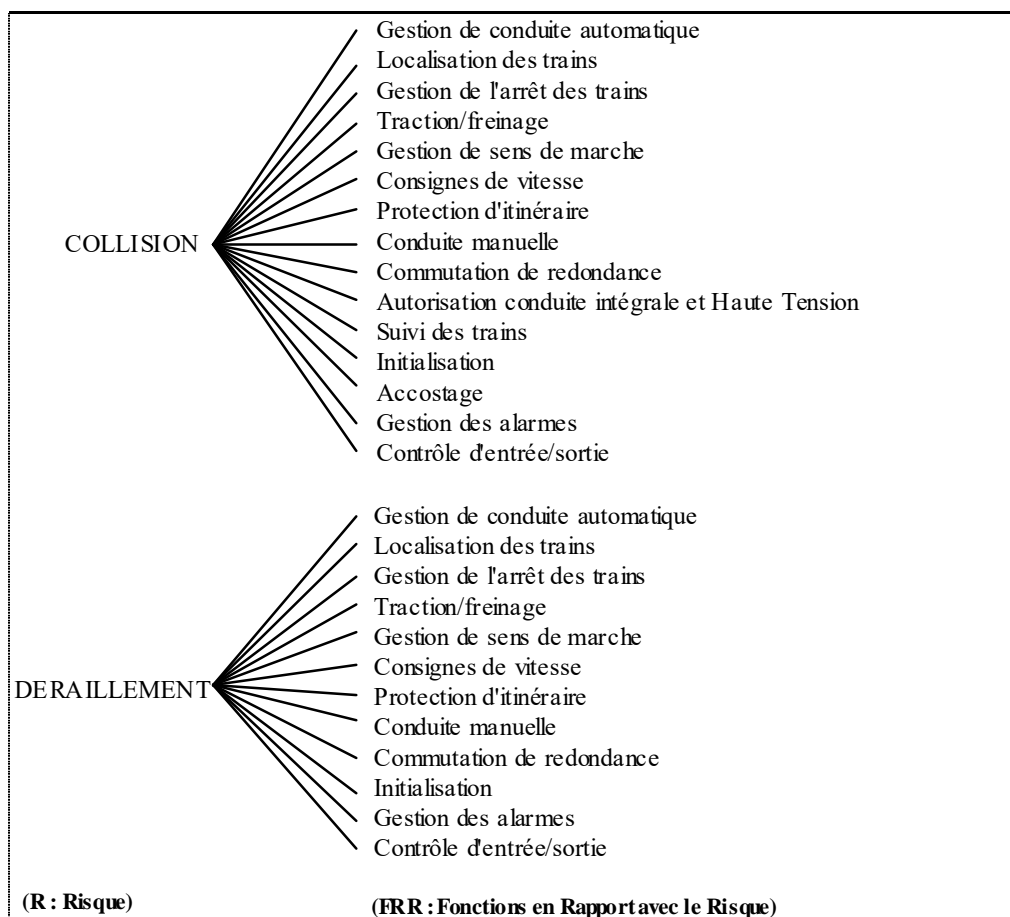 Gestion de conduite automatique
Localisation des trains
Gestion de l'arrêt des trains
Traction/freinage
Gestion de sens de marche
Consignes de vitesse
Protection d'itinéraire
COLLISION
Conduite manuelle
Commutation de redondance
Autorisation conduite intégrale et Haute Tension
Suivi des trains
Initialisation
Accostage
Gestion des alarmes
Contrôle d'entrée/sortie
Gestion de conduite automatique
Localisation des trains
Gestion de l'arrêt des trains
Traction/freinage
Gestion de sens de marche
Consignes de vitesse
DERAILLEMENT
Protection d'itinéraire
Conduite manuelle
Commutation de redondance
Initialisation
Gestion des alarmes
Contrôle d'entrée/sortie
(R : Risque)
(FRR : Fonctions en Rapport avec le Risque)